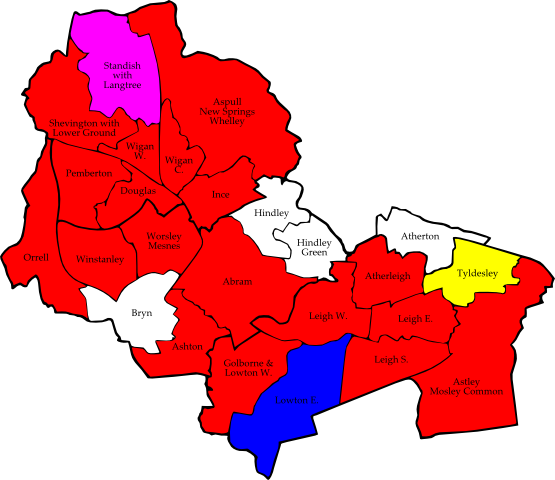 Standish
with
Langtree
Aspull
New Springs
Whelley
Shevington with
Lower Ground
Wigan
W.
Wigan
C.
Pemberton
Douglas
Ince
Hindley
Hindley
Green
Atherton
Worsley
Mesnes
Orrell
Winstanley
Tyldesley
Atherleigh
Abram
Bryn
Leigh W.
Leigh E.
Ashton
Golborne &
Lowton W.
Leigh S.
Astley
Mosley Common
Lowton E.